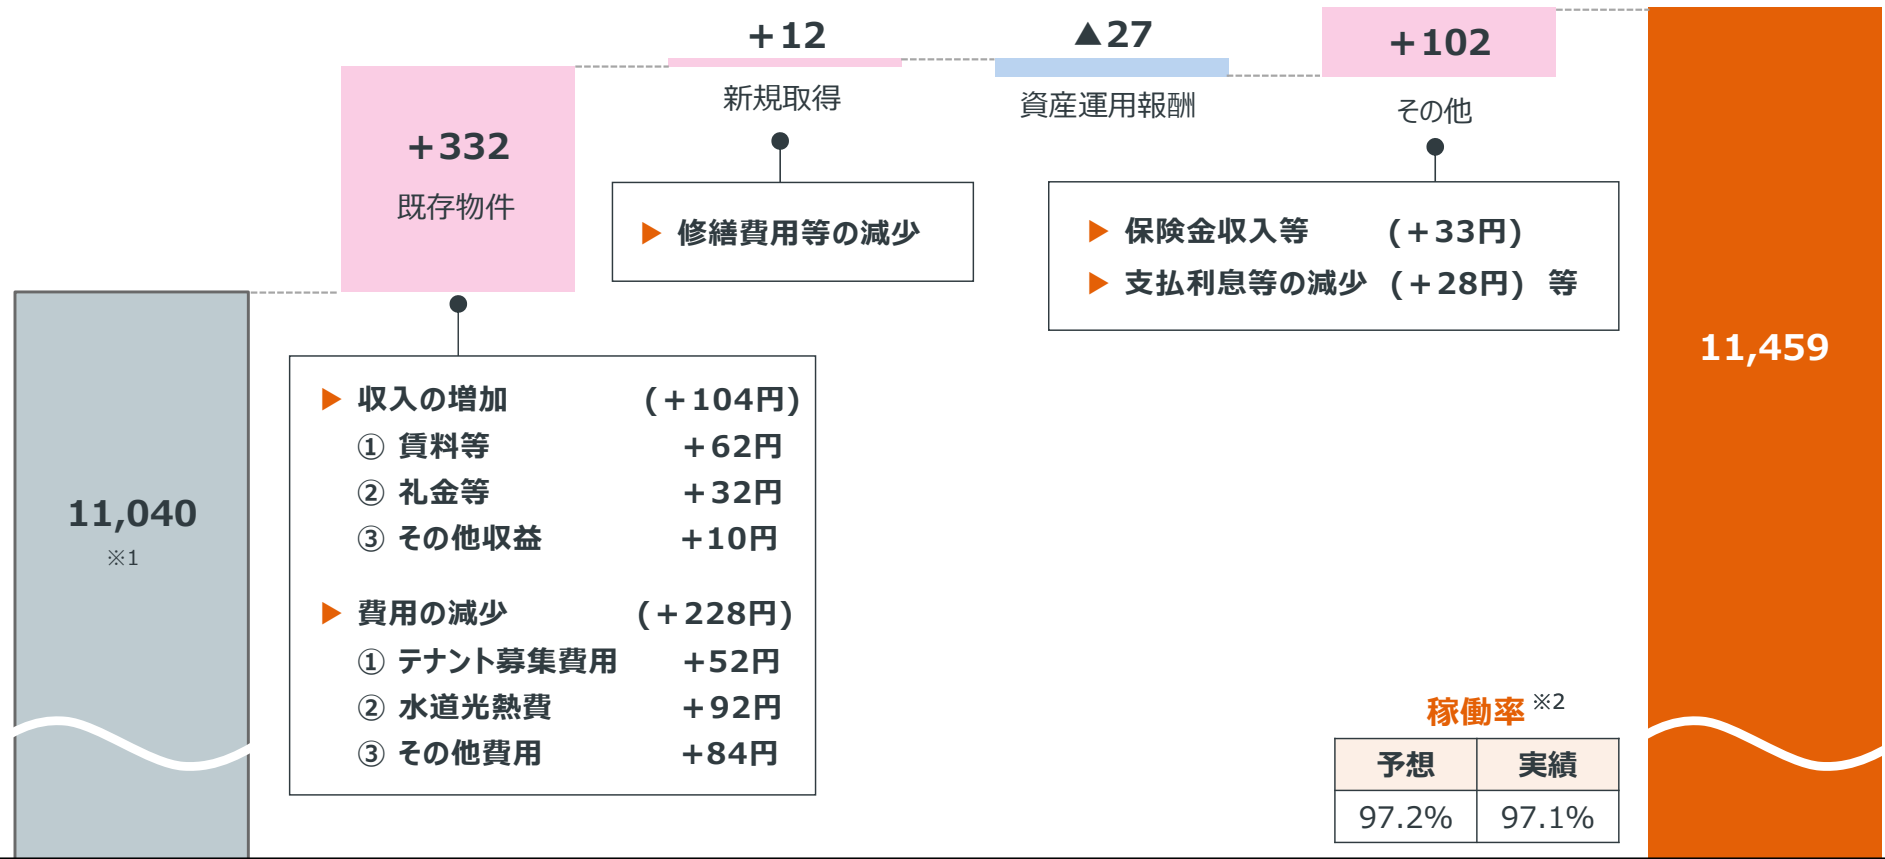 11,040
※1
+332
既存物件
▶ 収入の増加 (+104円)
① 賃料等 +62円
② 礼金等 +32円
③ その他収益 +10円
▶ 費用の減少 (+228円)
① テナント募集費用 +52円
② 水道光熱費 +92円
③ その他費用 +84円
+12
新規取得
▶ 修繕費用等の減少
▲27
資産運用報酬
+102
その他
▶ 保険金収入等 (+33円)
▶ 支払利息等の減少 (+28円) 等
稼働率 ※2
予想 実績
97.2% 97.1%
11,459